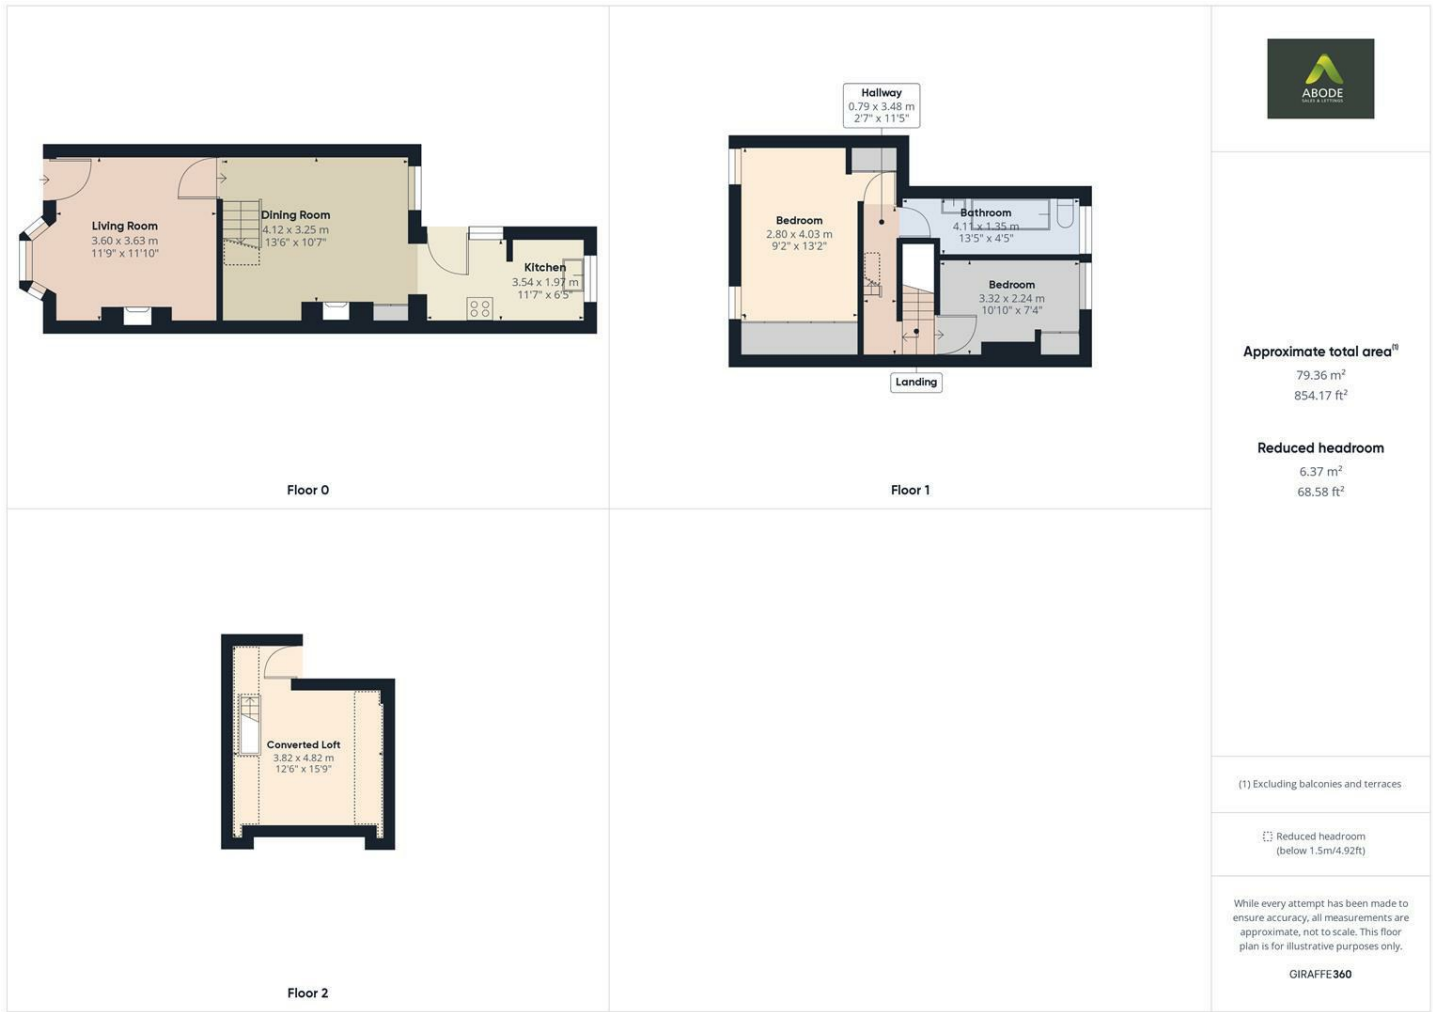 Living Room
3.60 x 3.63 m
11'9" x 11'10"
Dining Room
4.12 x 3.25 m
13'6" x 10'7"
Kitchen
3.54 x 1.97 m
11'7" x 6'5"
Floor 0
Hallway
0.79 x 3.48 m
2'7" x 11'5"
Bedroom
2.80 x 4.03 m
9'2" x 13'2"
Bathroom
4.11 x 1.35 m
13'5" x 4'5"
Bedroom
3.32 x 2.24 m
10'10" x 7'4"
Landing
Floor 1
Converted Loft
3.82 x 4.82 m
12'6" x 15'9"
Floor 2
ABODE
SALES & LETTINGS
Approximate total area(1)
79.36 m²
854.17 ft²
Reduced headroom
6.37 m²
68.58 ft²
(1) Excluding balconies and terraces
Reduced headroom
(below 1.5m/4.92ft)
While every attempt has been made to
ensure accuracy, all measurements are
approximate, not to scale. This floor
plan is for illustrative purposes only.
GIRAFFE360